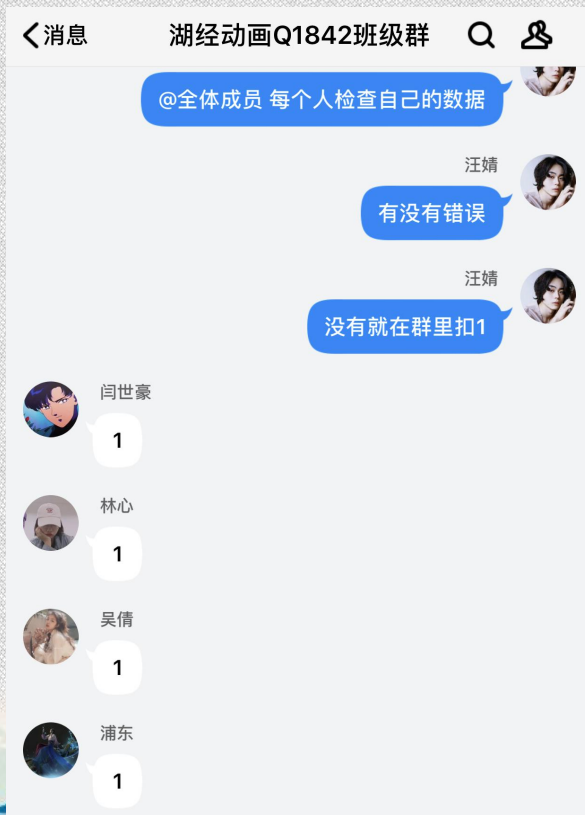 消息
湖经动画Q1842班级群
@全体成员 每个人检查自己的数据
汪婧
有没有错误
汪婧
没有就在群里扣1
闫世豪
1
林心
1
吴倩
1
浦东
1